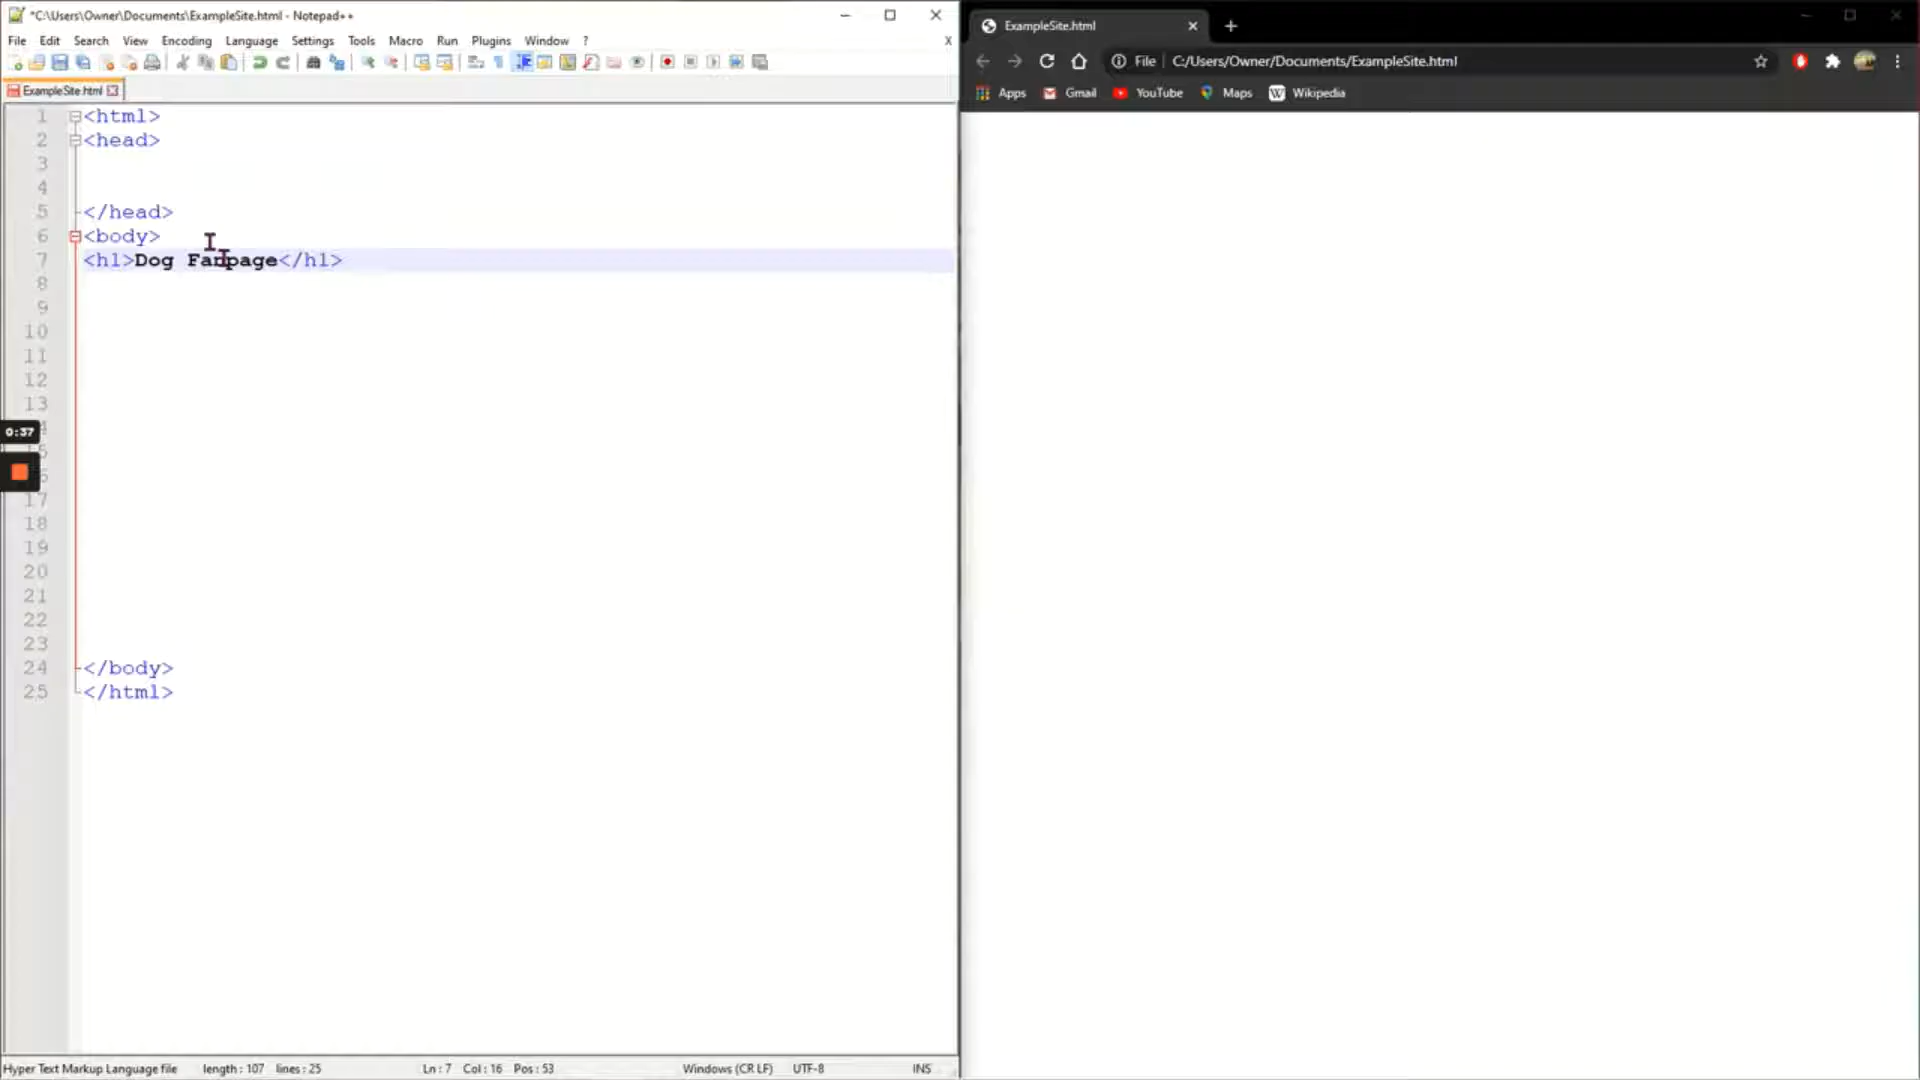 *C:\Users\Owner\Documents\ExampleSite.html - Notepad++
File Edit Search View Encoding Language Settings Tools Macro Run Plugins Window ? X
ExampleSite.html
1 <html>
2 <head>
3
4
5 </head>
6 <body>
7 <h1>Dog Fanpage</h1>
8
9
10
11
12
13
0:37
17
18
19
20
21
22
23
24 </body>
25 </html>
Hyper Text Markup Language file length : 107 lines : 25 Ln : 7 Col : 16 Pos : 53 Windows (CR LF) UTF-8 INS
ExampleSite.html
File C:/Users/Owner/Documents/ExampleSite.html
Apps Gmail YouTube Maps W Wikipedia